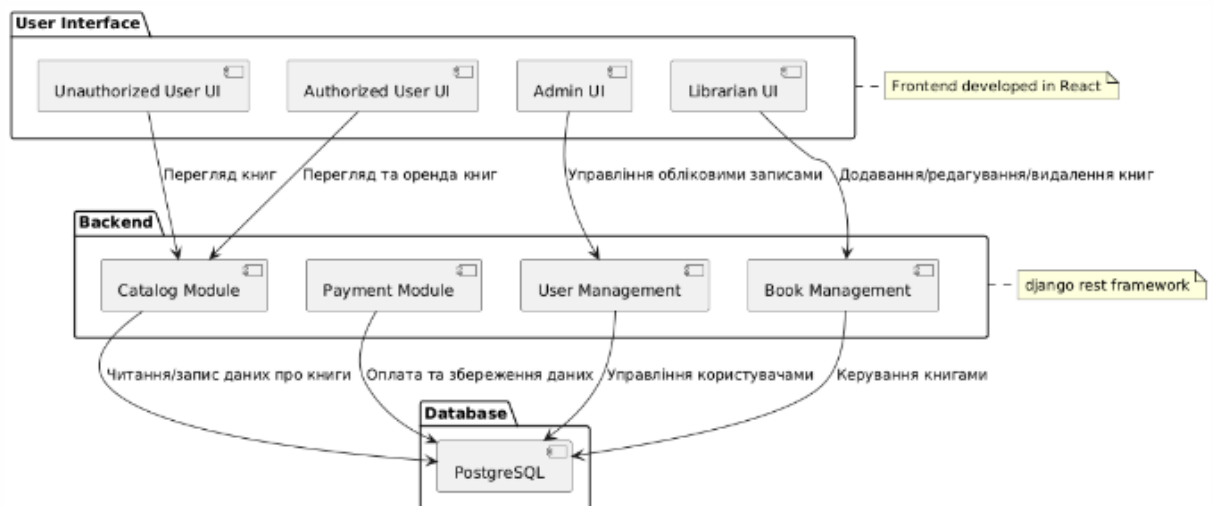 User Interface
Unauthorized User UI
Authorized User UI
Admin UI
Librarian UI
Frontend developed in React
Перегляд книг
Перегляд та оренда книг
Управління обліковими записами
Додавання/редагування/видалення книг
Backend
Catalog Module
Payment Module
User Management
Book Management
django rest framework
Читання/запис даних про книги
Оплата та збереження даних
Управління користувачами
Керування книгами
Database
PostgreSQL